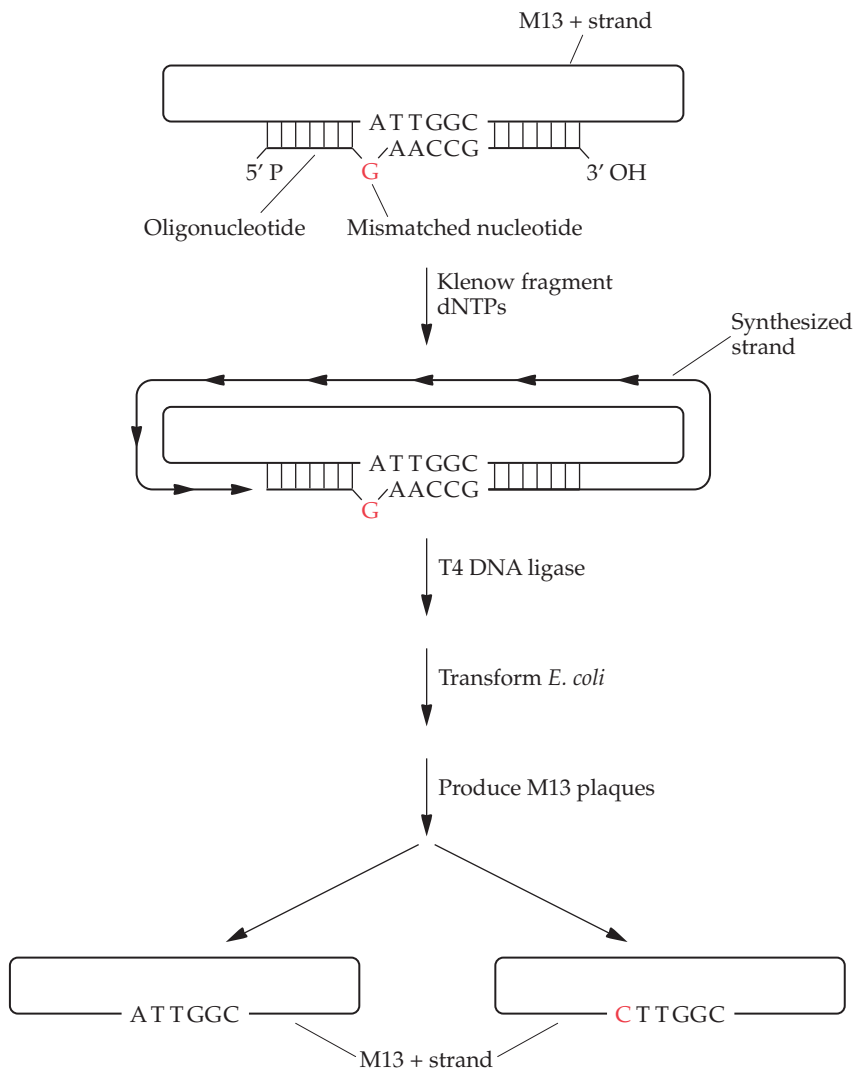 M13 + strand
ATTGGC
AACCG
5′ P
G
3′ OH
Oligonucleotide
Mismatched nucleotide
Klenow fragment
dNTPs
Synthesized
strand
ATTGGC
AACCG
G
T4 DNA ligase
Transform E. coli
Produce M13 plaques
ATTGGC
CTTGGC
M13 + strand